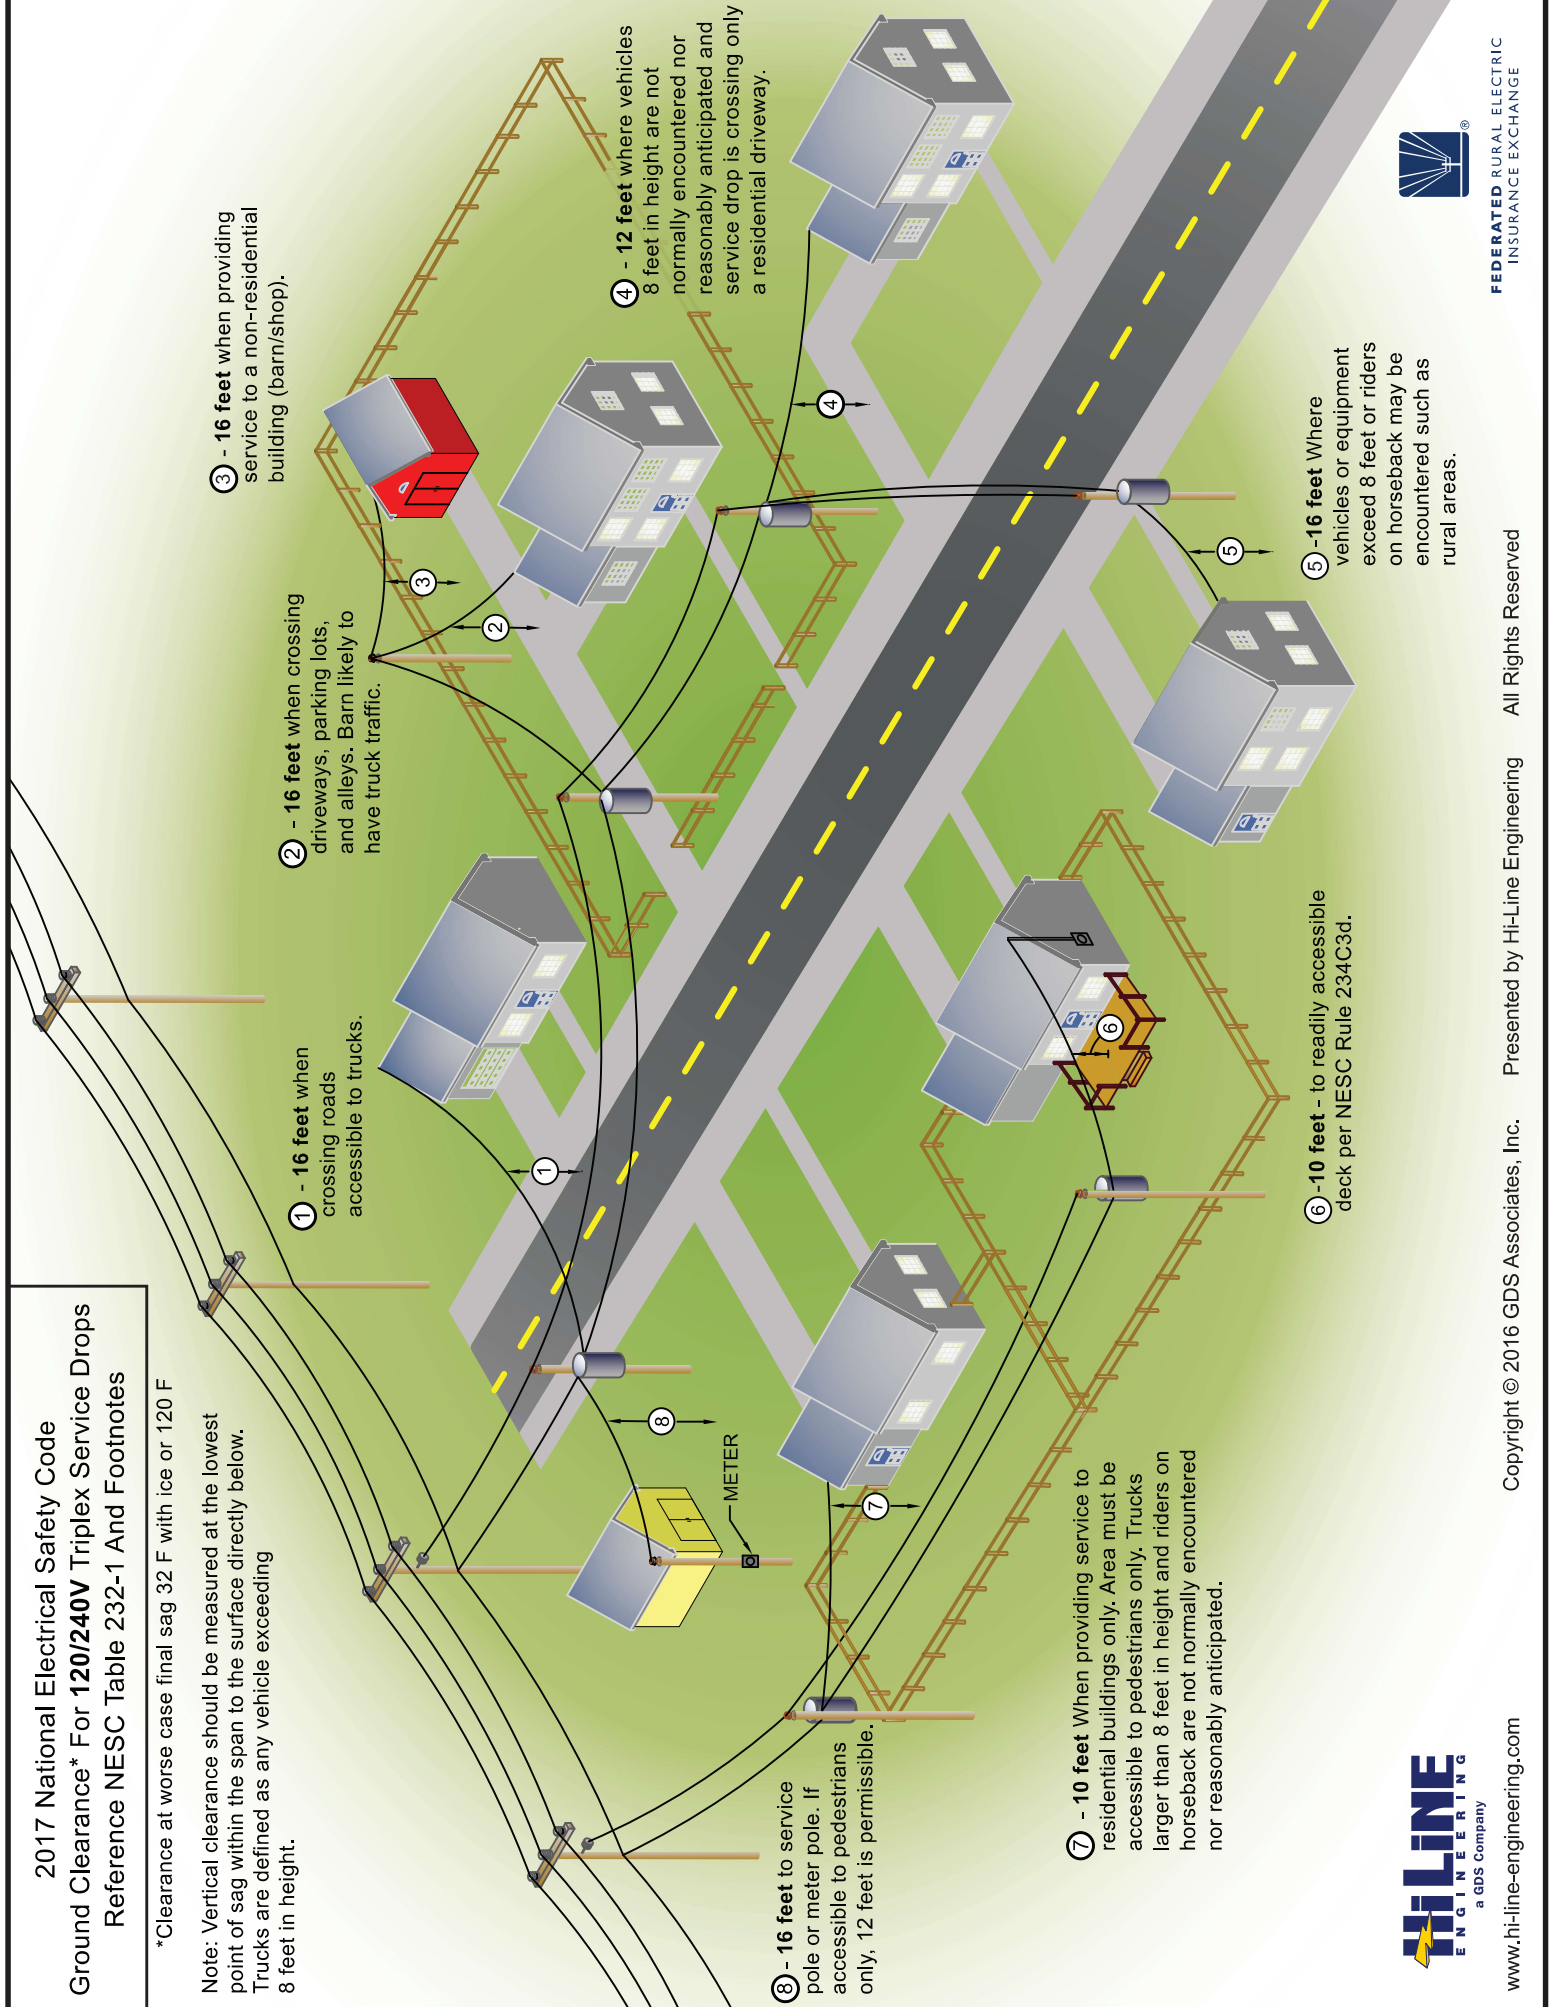 2017 National Electrical Safety Code
Ground Clearance* For 120/240V Triplex Service Drops
Reference NESC Table 232-1 And Footnotes
*Clearance at worse case final sag 32 F with ice or 120 F
Note: Vertical clearance should be measured at the lowest
point of sag within the span to the surface directly below.
Trucks are defined as any vehicle exceeding
8 feet in height.
1 - 16 feet when
crossing roads
accessible to trucks.
2 - 16 feet when crossing
driveways, parking lots,
and alleys. Barn likely to
have truck traffic.
3 - 16 feet when providing
service to a non-residential
building (barn/shop).
4 - 12 feet where vehicles
8 feet in height are not
normally encountered nor
reasonably anticipated and
service drop is crossing only
a residential driveway.
1
2
3
4
5
6
7
8
METER
8 - 16 feet to service
pole or meter pole. If
accessible to pedestrians
only, 12 feet is permissible.
7 - 10 feet When providing service to
residential buildings only. Area must be
accessible to pedestrians only. Trucks
larger than 8 feet in height and riders on
horseback are not normally encountered
nor reasonably anticipated.
6 -10 feet - to readily accessible
deck per NESC Rule 234C3d.
5 -16 feet Where
vehicles or equipment
exceed 8 feet or riders
on horseback may be
encountered such as
rural areas.
HiLiNE
ENGINEERING
a GDS Company
www.hi-line-engineering.com
Copyright © 2016 GDS Associates, Inc. Presented by Hi-Line Engineering All Rights Reserved
®
FEDERATED RURAL ELECTRIC
INSURANCE EXCHANGE